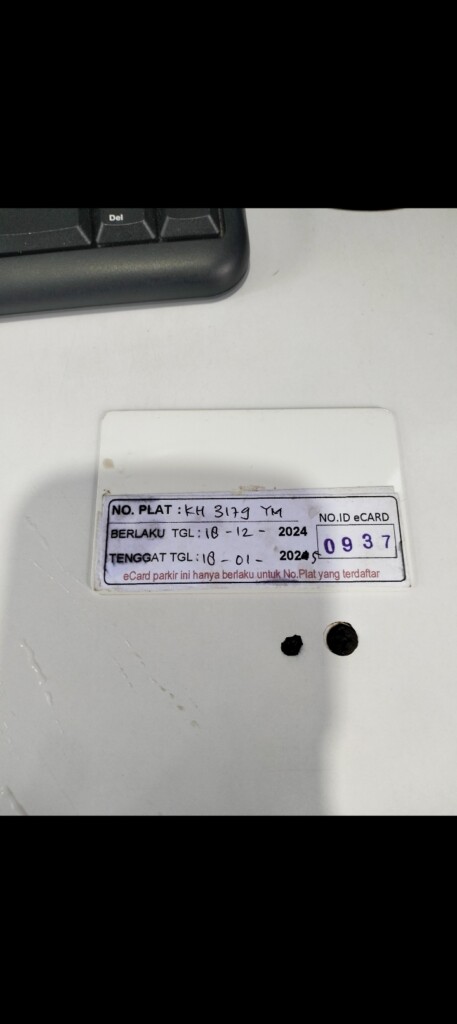 Del
NO. PLAT : KH 3179 YM
NO.ID eCARD
BERLAKU TGL : 18 - 12 - 2024
0937
TENGGAT TGL : 18 - 01 - 2025
eCard parkir ini hanya berlaku untuk No.Plat yang terdaftar